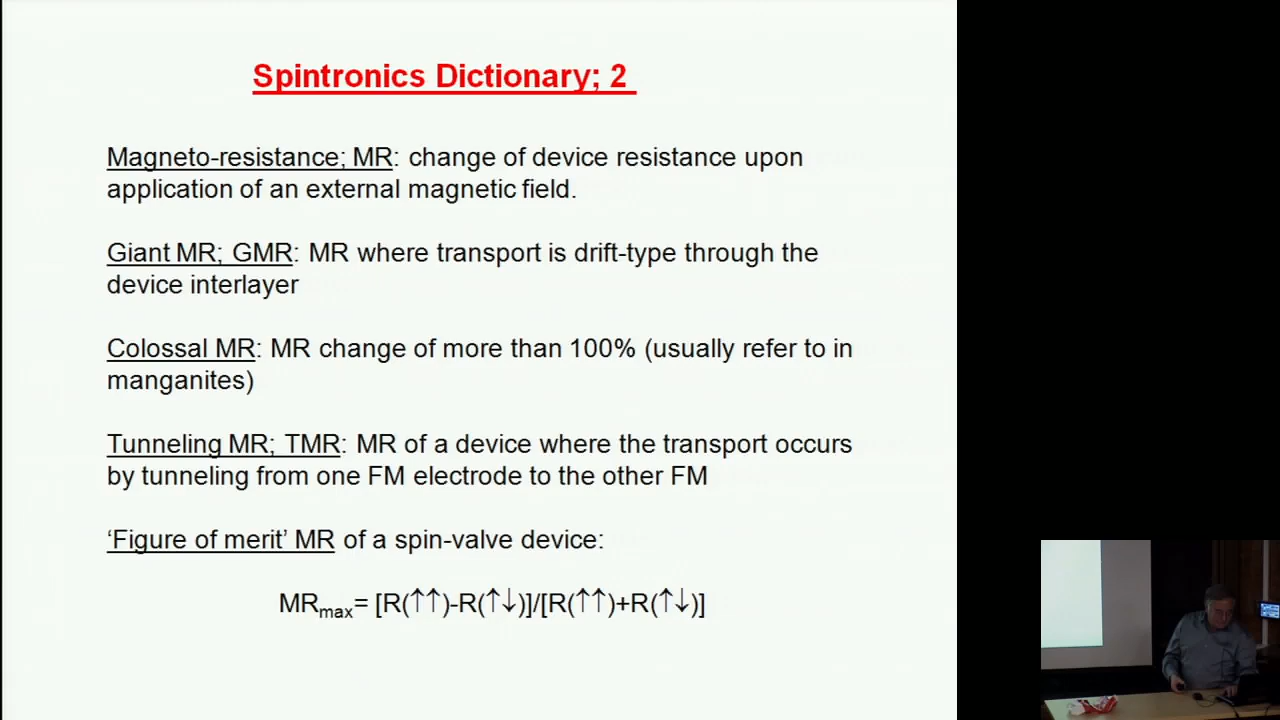 Spintronics Dictionary; 2
Magneto-resistance; MR: change of device resistance upon
application of an external magnetic field.
Giant MR; GMR: MR where transport is drift-type through the
device interlayer
Colossal MR: MR change of more than 100% (usually refer to in
manganites)
Tunneling MR; TMR: MR of a device where the transport occurs
by tunneling from one FM electrode to the other FM
‘Figure of merit’ MR of a spin-valve device:
MRmax= [R(↑↑)-R(↑↓)]/[R(↑↑)+R(↑↓)]